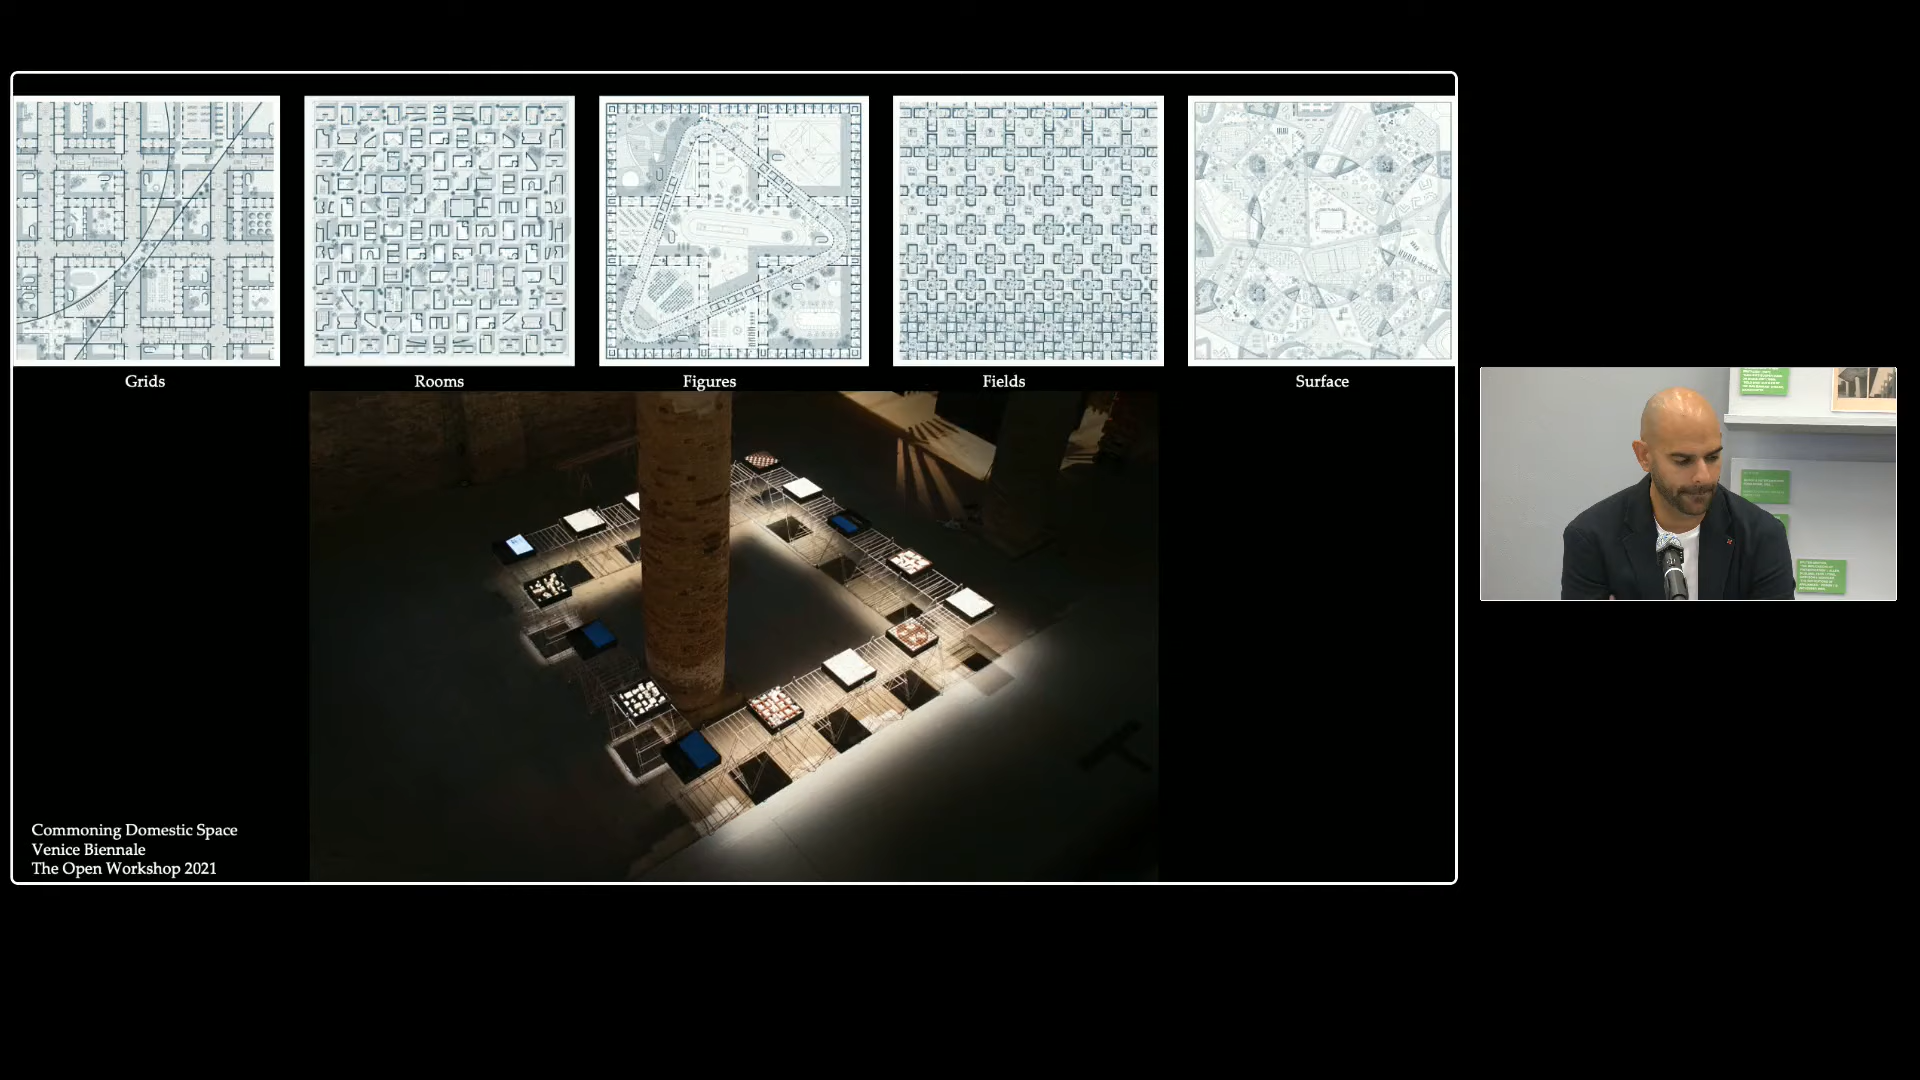 Grids
Rooms
Figures
Fields
Surface
Commoning Domestic Space
Venice Biennale
The Open Workshop 2021